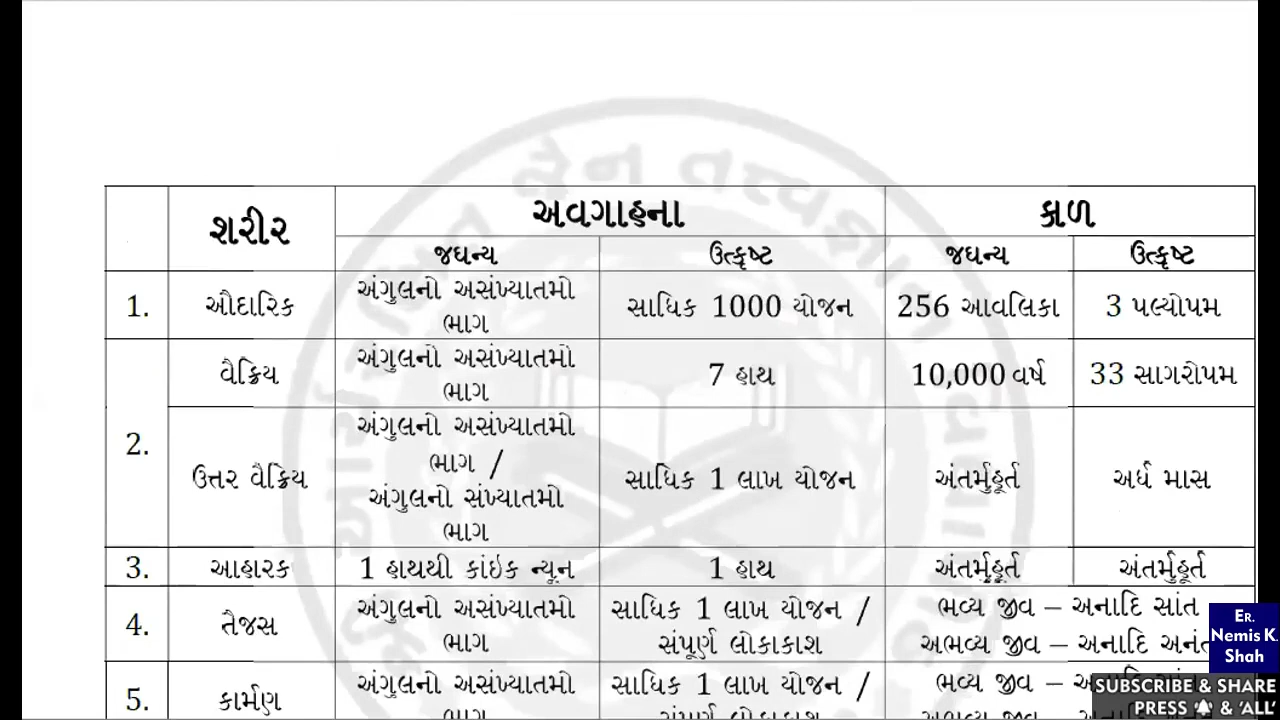 શરીર અવગાહના કાળ
જઘન્ય ઉત્કૃષ્ટ જઘન્ય ઉત્કૃષ્ટ
1. ઔદારિક અંગુલનો અસંખ્યાતમો ભાગ સાધિક 1000 યોજન 256 આવલિકા 3 પલ્યોપમ
2. વૈક્રિય અંગુલનો અસંખ્યાતમો ભાગ 7 હાથ 10,000 વર્ષ 33 સાગરોપમ
ઉત્તર વૈક્રિય અંગુલનો અસંખ્યાતમો ભાગ / અંગુલનો સંખ્યાતમો ભાગ સાધિક 1 લાખ યોજન અંતર્મુહૂર્ત અર્ધ માસ
3. આહારક 1 હાથથી કાંઇક ન્યૂન 1 હાથ અંતર્મુહૂર્ત અંતર્મુહૂર્ત
4. તૈજસ અંગુલનો અસંખ્યાતમો ભાગ સાધિક 1 લાખ યોજન / સંપૂર્ણ લોકાકાશ ભવ્ય જીવ – અનાદિ સાંત
અભવ્ય જીવ – અનાદિ અનંત
5. કાર્મણ અંગુલનો અસંખ્યાતમો સાધિક 1 લાખ યોજન / ભવ્ય જીવ –
ER.
Nemis K.
Shah
SUBSCRIBE & SHARE
PRESS & 'ALL'